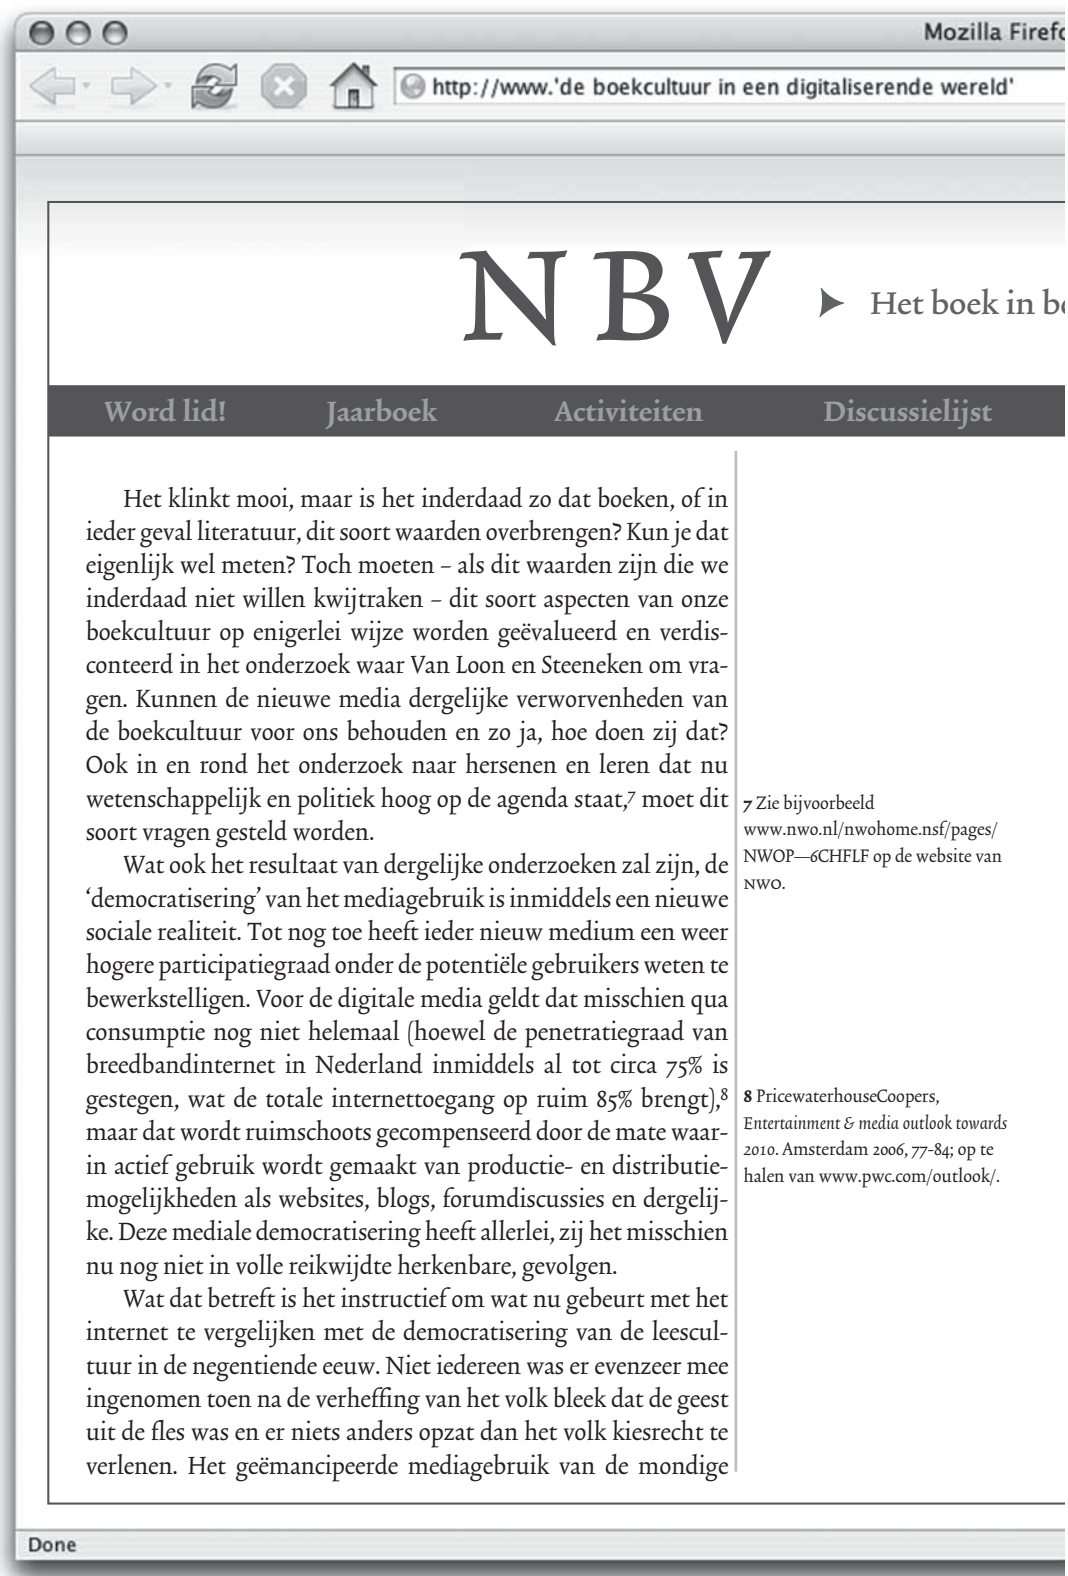 Mozilla Firefo
http://www.'de boekcultuur in een digitaliserende wereld'
NBV
Het boek in be
Word lid! Jaarboek Activiteiten Discussielijst
Het klinkt mooi, maar is het inderdaad zo dat boeken, of in
ieder geval literatuur, dit soort waarden overbrengen? Kun je dat
eigenlijk wel meten? Toch moeten – als dit waarden zijn die we
inderdaad niet willen kwijtraken – dit soort aspecten van onze
boekcultuur op enigerlei wijze worden geëvalueerd en verdis-
conteerd in het onderzoek waar Van Loon en Steeneken om vra-
gen. Kunnen de nieuwe media dergelijke verworvenheden van
de boekcultuur voor ons behouden en zo ja, hoe doen zij dat?
Ook in en rond het onderzoek naar hersenen en leren dat nu
wetenschappelijk en politiek hoog op de agenda staat,⁷ moet dit
soort vragen gesteld worden.
Wat ook het resultaat van dergelijke onderzoeken zal zijn, de
‘democratisering’ van het mediagebruik is inmiddels een nieuwe
sociale realiteit. Tot nog toe heeft ieder nieuw medium een weer
hogere participatiegraad onder de potentiële gebruikers weten te
bewerkstelligen. Voor de digitale media geldt dat misschien qua
consumptie nog niet helemaal (hoewel de penetratiegraad van
breedbandinternet in Nederland inmiddels al tot circa 75% is
gestegen, wat de totale internettoegang op ruim 85% brengt),⁸
maar dat wordt ruimschoots gecompenseerd door de mate waar-
in actief gebruik wordt gemaakt van productie- en distributie-
mogelijkheden als websites, blogs, forumdiscussies en dergelij-
ke. Deze mediale democratisering heeft allerlei, zij het misschien
nu nog niet in volle reikwijdte herkenbare, gevolgen.
Wat dat betreft is het instructief om wat nu gebeurt met het
internet te vergelijken met de democratisering van de leescul-
tuur in de negentiende eeuw. Niet iedereen was er evenzeer mee
ingenomen toen na de verheffing van het volk bleek dat de geest
uit de fles was en er niets anders opzat dan het volk kiesrecht te
verlenen. Het geëmancipeerde mediagebruik van de mondige
7 Zie bijvoorbeeld
www.nwo.nl/nwohome.nsf/pages/
NWOP—6CHFLF op de website van
NWO.
8 PricewaterhouseCoopers,
Entertainment & media outlook towards
2010. Amsterdam 2006, 77-84; op te
halen van www.pwc.com/outlook/.
Done